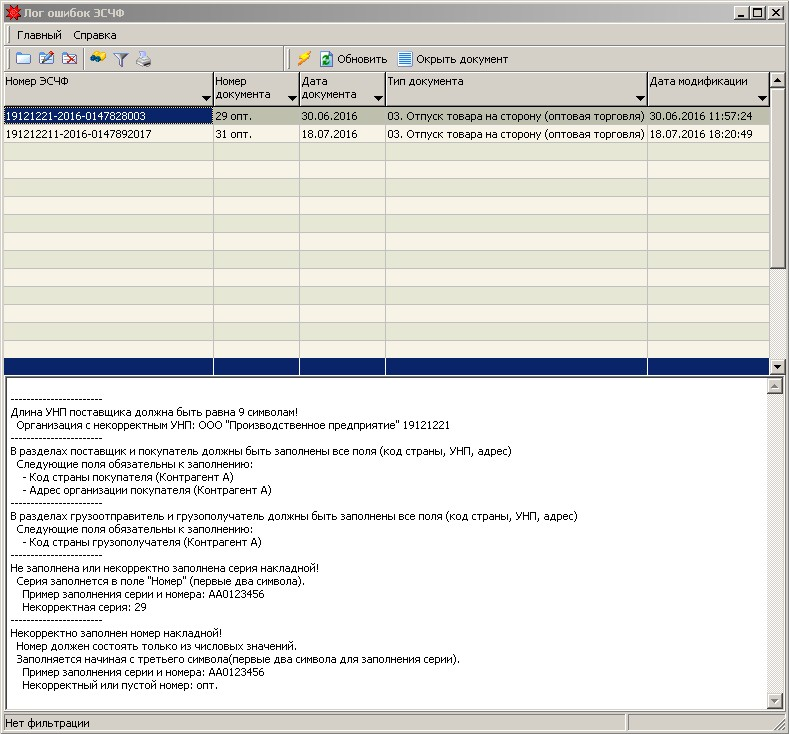 Лог ошибок ЭСЧФ
Главный Справка
Обновить Окрыть документ
Номер ЭСЧФ Номер документа Дата документа Тип документа Дата модификации
19121221-2016-0147828003 29 опт. 30.06.2016 03. Отпуск товара на сторону (оптовая торговля) 30.06.2016 11:57:24
191212211-2016-0147892017 31 опт. 18.07.2016 03. Отпуск товара на сторону (оптовая торговля) 18.07.2016 18:20:49
-----------------------
Длина УНП поставщика должна быть равна 9 символам!
Организация с некорректным УНП: ООО "Производственное предприятие" 19121221
-----------------------
В разделах поставщик и покупатель должны быть заполнены все поля (код страны, УНП, адрес)
Следующие поля обязательны к заполнению:
- Код страны покупателя (Контрагент А)
- Адрес организации покупателя (Контрагент А)
-----------------------
В разделах грузоотправитель и грузополучатель должны быть заполнены все поля (код страны, УНП, адрес)
Следующие поля обязательны к заполнению:
- Код страны грузополучателя (Контрагент А)
-----------------------
Не заполнена или некорректно заполнена серия накладной!
Серия заполнется в поле "Номер" (первые два символа).
Пример заполнения серии и номера: АА0123456
Некорректная серия: 29
-----------------------
Некорректно заполнен номер накладной!
Номер должен состоять только из числовых значений.
Заполняется начиная с третьего символа(первые два символа для заполнения серии).
Пример заполнения серии и номера: АА0123456
Некорректный или пустой номер: опт.
Нет фильтрации